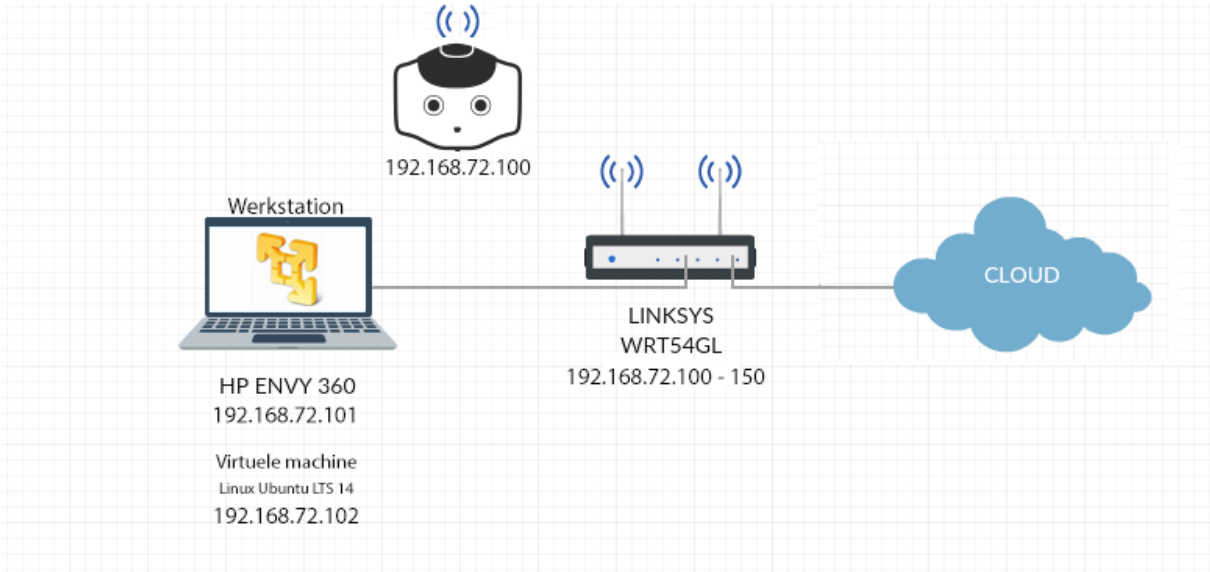 192.168.72.100
Werkstation
HP ENVY 360
192.168.72.101
Virtuele machine
Linux Ubuntu LTS 14
192.168.72.102
LINKSYS
WRT54GL
192.168.72.100 - 150
CLOUD